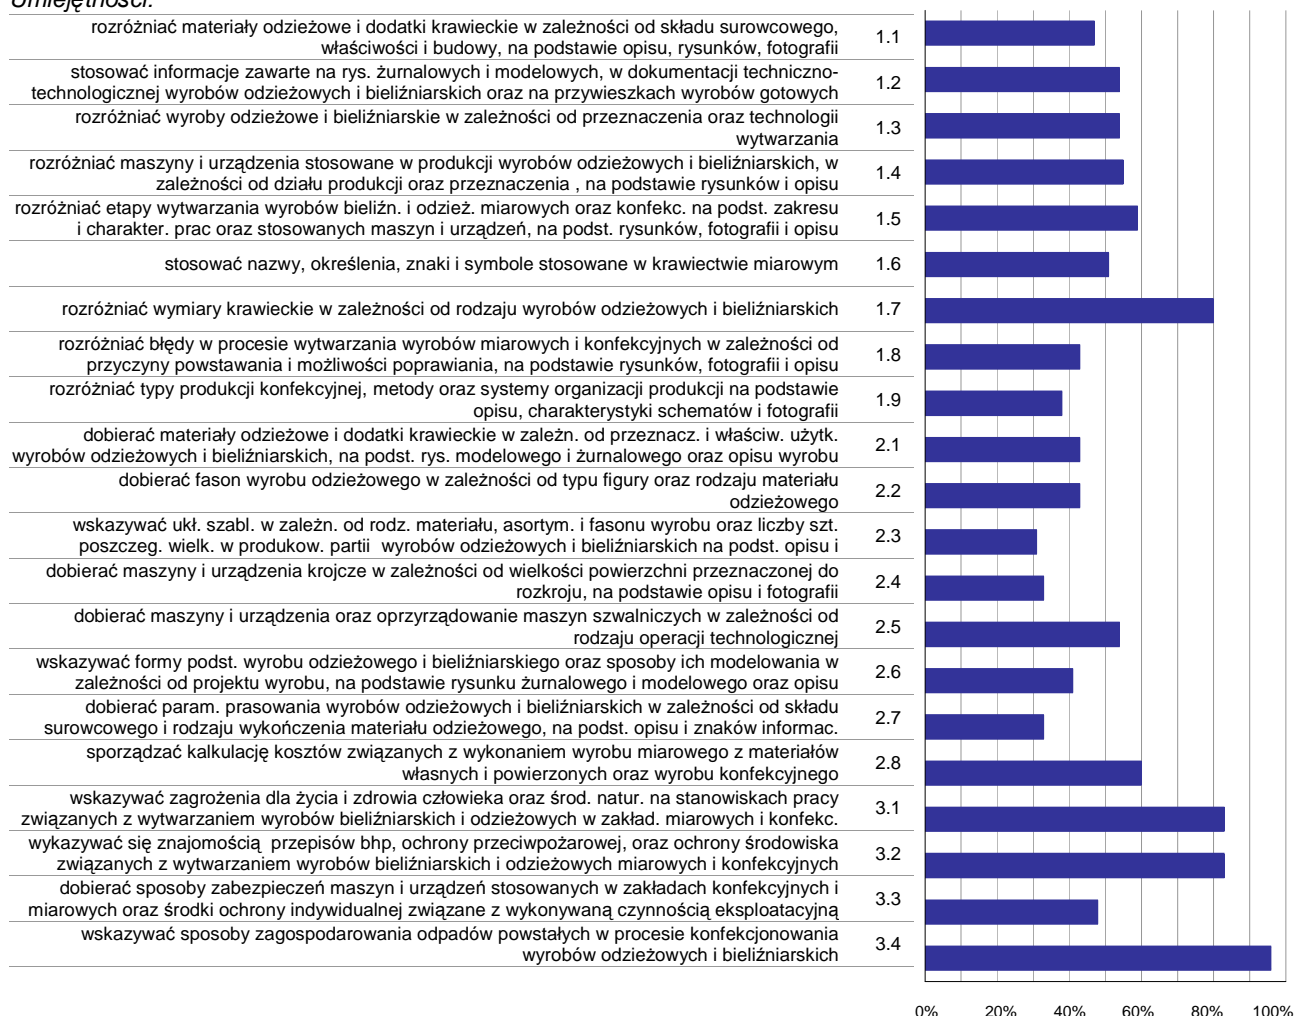 Umiejętności:
rozróżniać materiały odzieżowe i dodatki krawieckie w zależności od składu surowcowego,
właściwości i budowy, na podstawie opisu, rysunków, fotografii
1.1
stosować informacje zawarte na rys. żurnalowych i modelowych, w dokumentacji techniczno-
technologicznej wyrobów odzieżowych i bieliźniarskich oraz na przywieszkach wyrobów gotowych
1.2
rozróżniać wyroby odzieżowe i bieliźniarskie w zależności od przeznaczenia oraz technologii
wytwarzania
1.3
rozróżniać maszyny i urządzenia stosowane w produkcji wyrobów odzieżowych i bieliźniarskich, w
zależności od działu produkcji oraz przeznaczenia , na podstawie rysunków i opisu
1.4
rozróżniać etapy wytwarzania wyrobów bieliźn. i odzież. miarowych oraz konfekc. na podst. zakresu
i charakter. prac oraz stosowanych maszyn i urządzeń, na podst. rysunków, fotografii i opisu
1.5
stosować nazwy, określenia, znaki i symbole stosowane w krawiectwie miarowym
1.6
rozróżniać wymiary krawieckie w zależności od rodzaju wyrobów odzieżowych i bieliźniarskich
1.7
rozróżniać błędy w procesie wytwarzania wyrobów miarowych i konfekcyjnych w zależności od
przyczyny powstawania i możliwości poprawiania, na podstawie rysunków, fotografii i opisu
1.8
rozróżniać typy produkcji konfekcyjnej, metody oraz systemy organizacji produkcji na podstawie
opisu, charakterystyki schematów i fotografii
1.9
dobierać materiały odzieżowe i dodatki krawieckie w zależn. od przeznacz. i właściw. użytk.
wyrobów odzieżowych i bieliźniarskich, na podst. rys. modelowego i żurnalowego oraz opisu wyrobu
2.1
dobierać fason wyrobu odzieżowego w zależności od typu figury oraz rodzaju materiału
odzieżowego
2.2
wskazywać ukł. szabl. w zależn. od rodz. materiału, asortym. i fasonu wyrobu oraz liczby szt.
poszczeg. wielk. w produkow. partii wyrobów odzieżowych i bieliźniarskich na podst. opisu i
2.3
dobierać maszyny i urządzenia krojcze w zależności od wielkości powierzchni przeznaczonej do
rozkroju, na podstawie opisu i fotografii
2.4
dobierać maszyny i urządzenia oraz oprzyrządowanie maszyn szwalniczych w zależności od
rodzaju operacji technologicznej
2.5
wskazywać formy podst. wyrobu odzieżowego i bieliźniarskiego oraz sposoby ich modelowania w
zależności od projektu wyrobu, na podstawie rysunku żurnalowego i modelowego oraz opisu
2.6
dobierać param. prasowania wyrobów odzieżowych i bieliźniarskich w zależności od składu
surowcowego i rodzaju wykończenia materiału odzieżowego, na podst. opisu i znaków informac.
2.7
sporządzać kalkulację kosztów związanych z wykonaniem wyrobu miarowego z materiałów
własnych i powierzonych oraz wyrobu konfekcyjnego
2.8
wskazywać zagrożenia dla życia i zdrowia człowieka oraz środ. natur. na stanowiskach pracy
związanych z wytwarzaniem wyrobów bieliźniarskich i odzieżowych w zakład. miarowych i konfekc.
3.1
wykazywać się znajomością przepisów bhp, ochrony przeciwpożarowej, oraz ochrony środowiska
związanych z wytwarzaniem wyrobów bieliźniarskich i odzieżowych miarowych i konfekcyjnych
3.2
dobierać sposoby zabezpieczeń maszyn i urządzeń stosowanych w zakładach konfekcyjnych i
miarowych oraz środki ochrony indywidualnej związane z wykonywaną czynnością eksploatacyjną
3.3
wskazywać sposoby zagospodarowania odpadów powstałych w procesie konfekcjonowania
wyrobów odzieżowych i bieliźniarskich
3.4
0% 20% 40% 60% 80% 100%